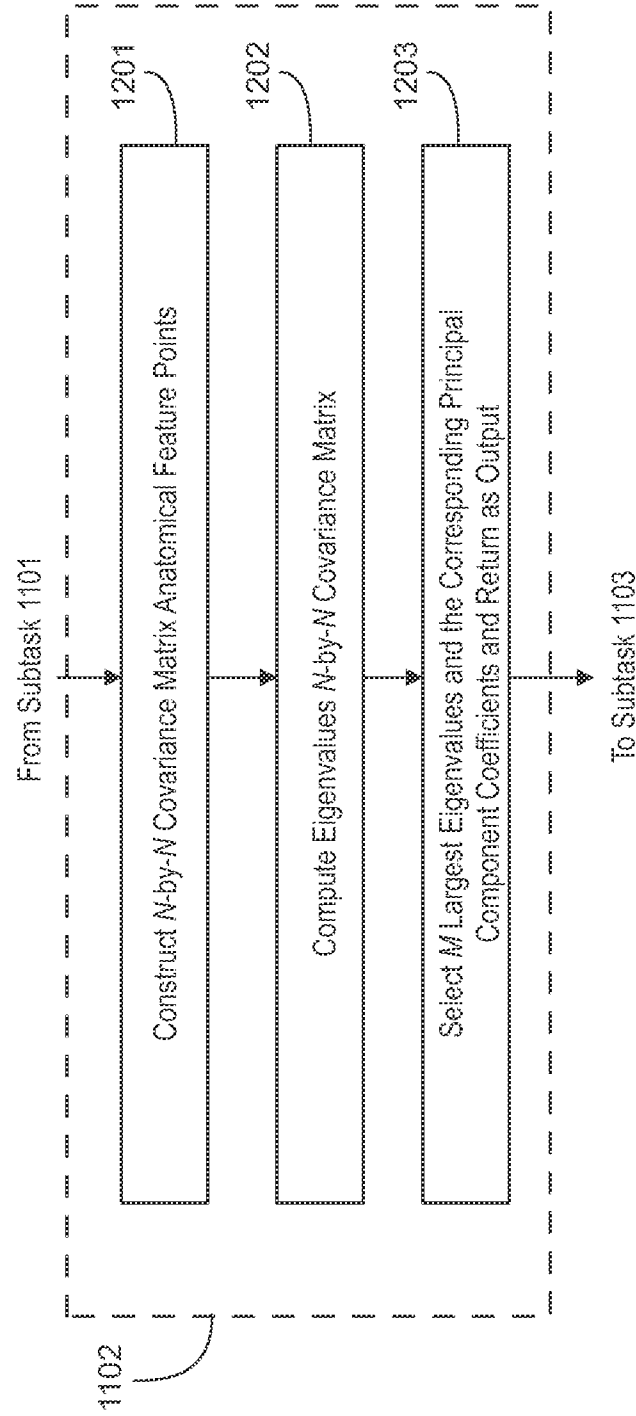 From Subtask 1101
1201
Construct N-by-N Covariance Matrix Anatomical Feature Points
1202
Compute Eigenvalues N-by-N Covariance Matrix
1203
Select M Largest Eigenvalues and the Corresponding Principal
Component Coefficients and Return as Output
1102
To Subtask 1103